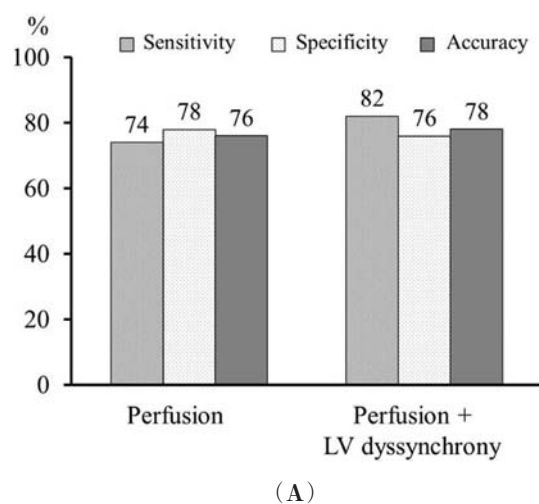 %
Sensitivity Specificity Accuracy
100
80
60
40
20
0
74 78 76
82 76 78
Perfusion
Perfusion +
LV dyssynchrony
(A)